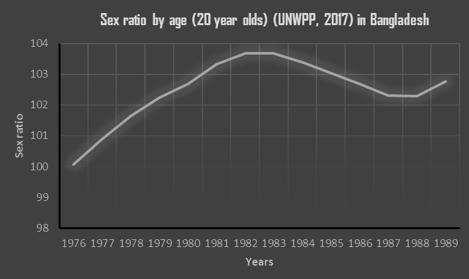 Sex ratio by age (20 year olds) (UNWPP, 2017) in Bangladesh
104
103
102
101
100
99
98
Sex ratio
1976 1977 1978 1979 1980 1981 1982 1983 1984 1985 1986 1987 1988 1989
Years